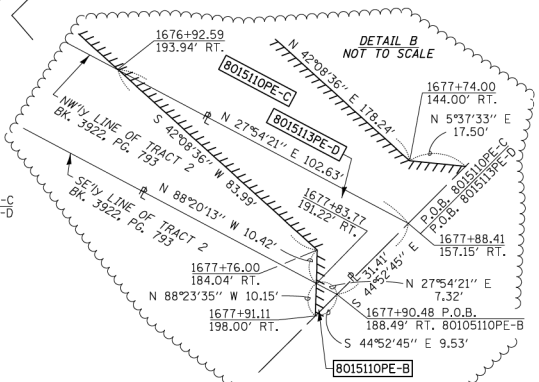 1676+92.59
193.94' RT.
DETAIL B
NOT TO SCALE
8015110PE-C
N 42°08'36" E 178.24'
1677+74.00
144.00' RT.
N 5°37'33" E
17.50'
8015113PE-D
NW'ly LINE OF TRACT 2
BK. 3922, PG. 793
S 42°08'36" W 83.99'
N 27°54'21" E 102.63'
P.O.B. 8015110PE-C
P.O.B. 8015113PE-D
SE'ly LINE OF TRACT 2
BK. 3922, PG. 793
N 88°20'13" W 10.42'
1677+83.77
191.22' RT.
1677+88.41
157.15' RT.
-C
-D
1677+76.00
184.04' RT.
31.41'
S 44°52'45" E
N 27°54'21" E
7.32'
N 88°23'35" W 10.15'
1677+91.11
198.00' RT.
1677+90.48 P.O.B.
188.49' RT. 80105110PE-B
S 44°52'45" E 9.53'
8015110PE-B